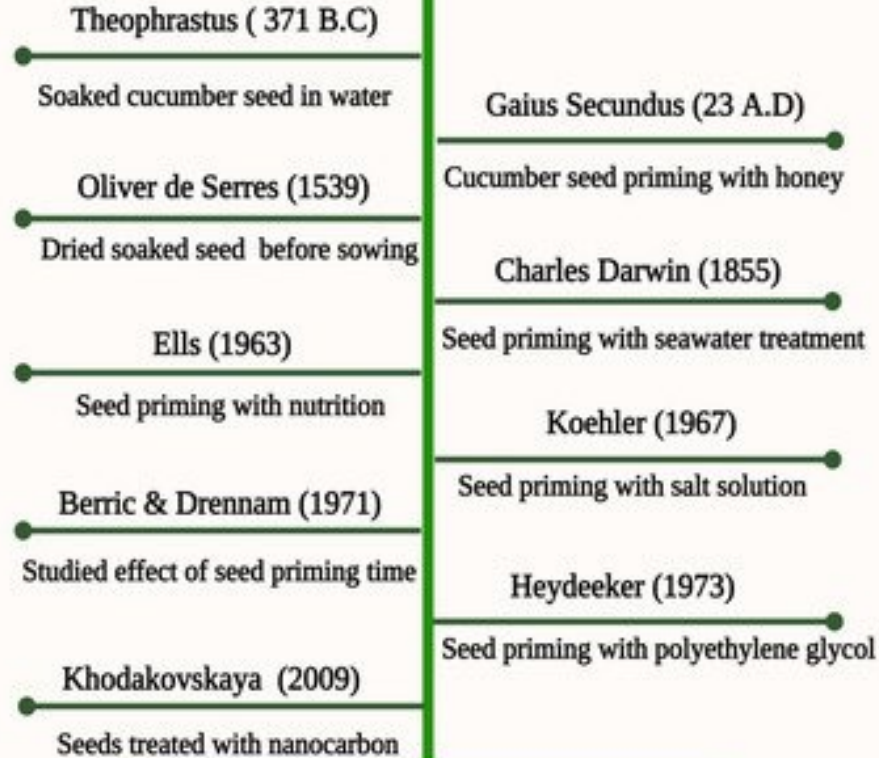 Theophrastus ( 371 B.C)
Soaked cucumber seed in water
Gaius Secundus (23 A.D)
Cucumber seed priming with honey
Oliver de Serres (1539)
Dried soaked seed  before sowing
Charles Darwin (1855)
Seed priming with seawater treatment
Ells (1963)
Seed priming with nutrition
Koehler (1967)
Seed priming with salt solution
Berric & Drennam (1971)
Studied effect of seed priming time
Heydeeker (1973)
Seed priming with polyethylene glycol
Khodakovskaya  (2009)
Seeds treated with nanocarbon